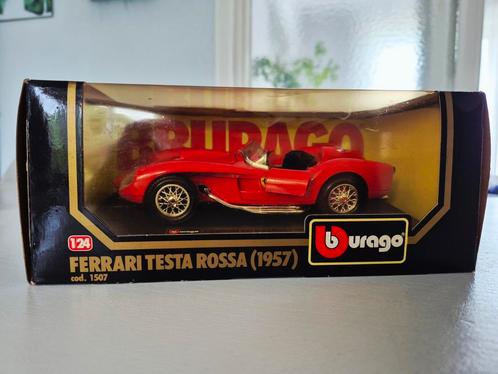 BURAGO
1:24
FERRARI TESTA ROSSA (1957)
cod. 1507
burago